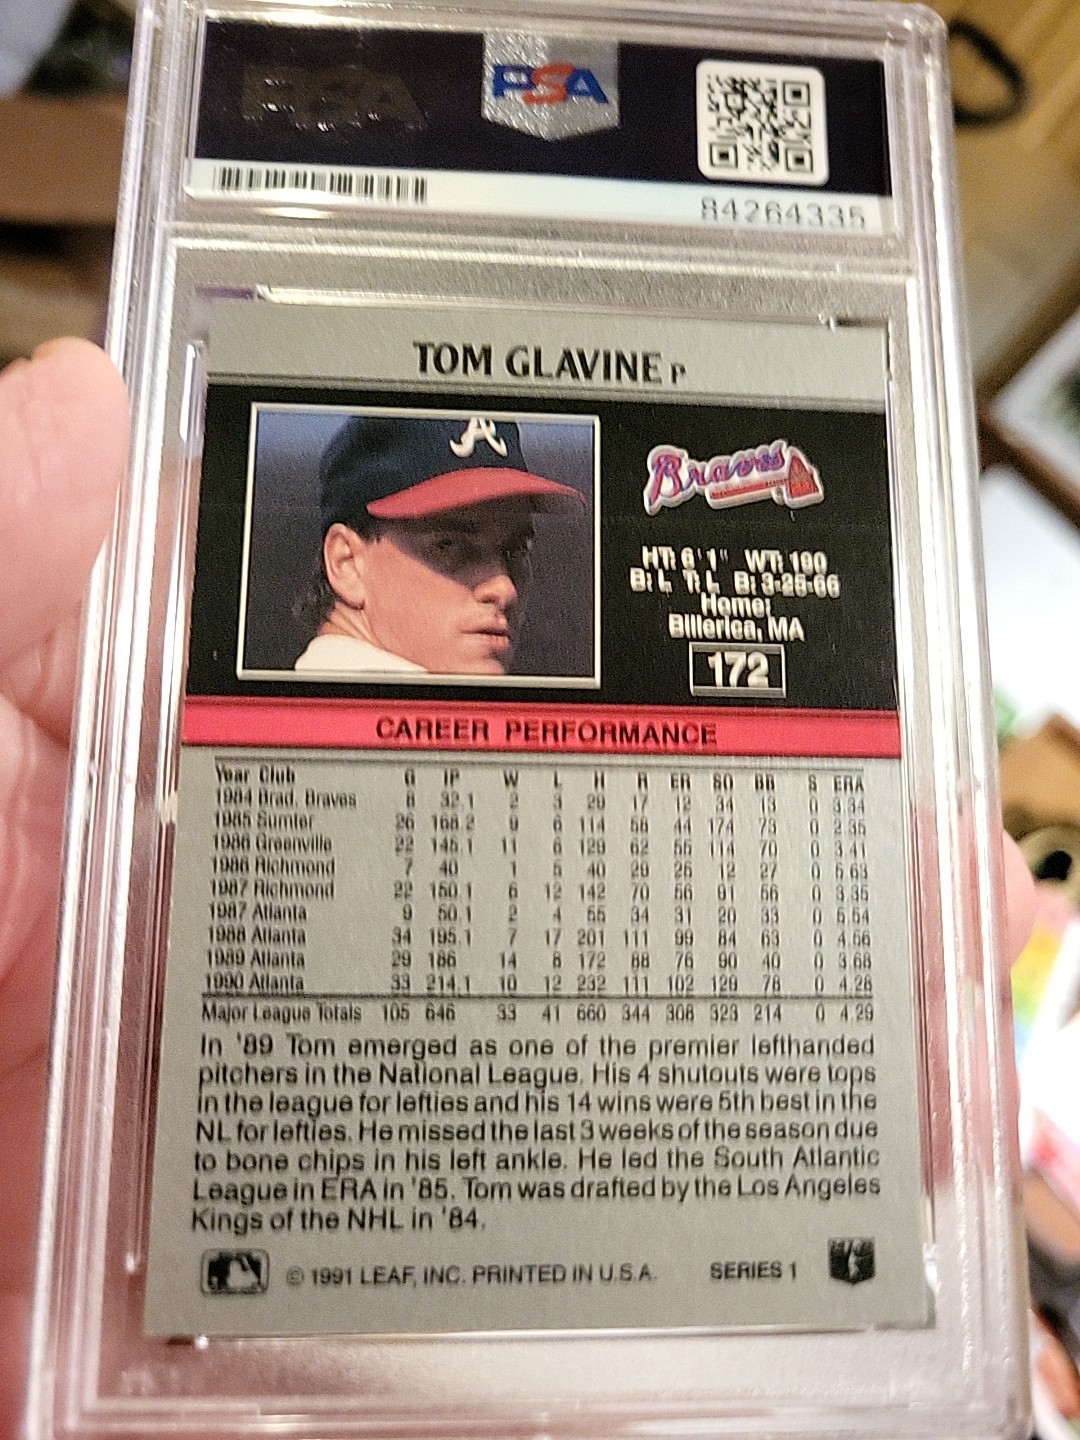 PSA
84264335
TOM GLAVINE P
A
Braves
HT: 6'1" WT: 190
B: L T: L B: 3-25-66
Home:
Billerica, MA
172
CAREER PERFORMANCE
Year Club G IP W L H R ER SO BB S ERA
1984 Brad. Braves 8 32.1 2 3 29 17 12 34 13 0 3.34
1985 Sumter 26 168.2 9 6 114 58 44 174 73 0 2.35
1986 Greenville 22 145.1 11 6 129 62 55 114 70 0 3.41
1986 Richmond 7 40 1 5 40 29 25 12 27 0 5.63
1987 Richmond 22 150.1 6 12 142 70 56 91 56 0 3.35
1987 Atlanta 9 50.1 2 4 55 34 31 20 33 0 5.54
1988 Atlanta 34 195.1 7 17 201 111 99 84 63 0 4.56
1989 Atlanta 29 186 14 8 172 88 76 90 40 0 3.68
1990 Atlanta 33 214.1 10 12 232 111 102 129 78 0 4.28
Major League Totals 105 646 33 41 660 344 308 323 214 0 4.29
In '89 Tom emerged as one of the premier lefthanded
pitchers in the National League. His 4 shutouts were tops
in the league for lefties and his 14 wins were 5th best in the
NL for lefties. He missed the last 3 weeks of the season due
to bone chips in his left ankle. He led the South Atlantic
League in ERA in '85. Tom was drafted by the Los Angeles
Kings of the NHL in '84.
© 1991 LEAF, INC. PRINTED IN U.S.A. SERIES 1